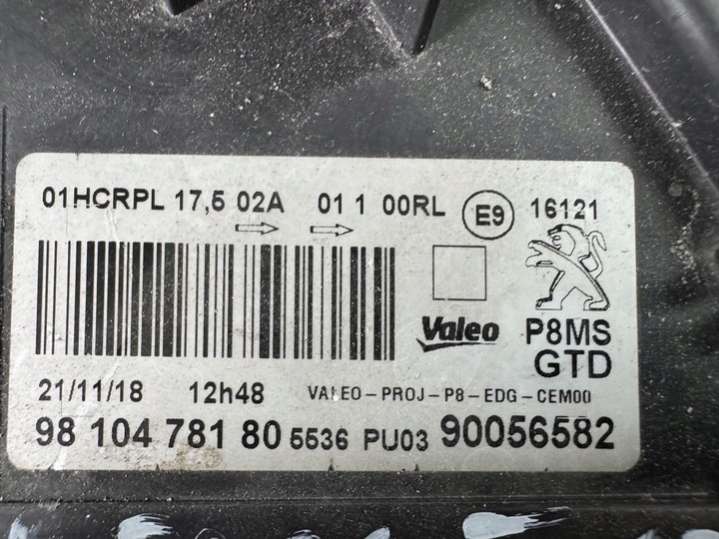 01HCRPL 17,5 02A 01 1 00RL E9 16121
Valeo P8MS
GTD
21/11/18 12h48 VALEO-PROJ-P8-EDG-CEM00
98 104 781 80 5536 PU03 90056582